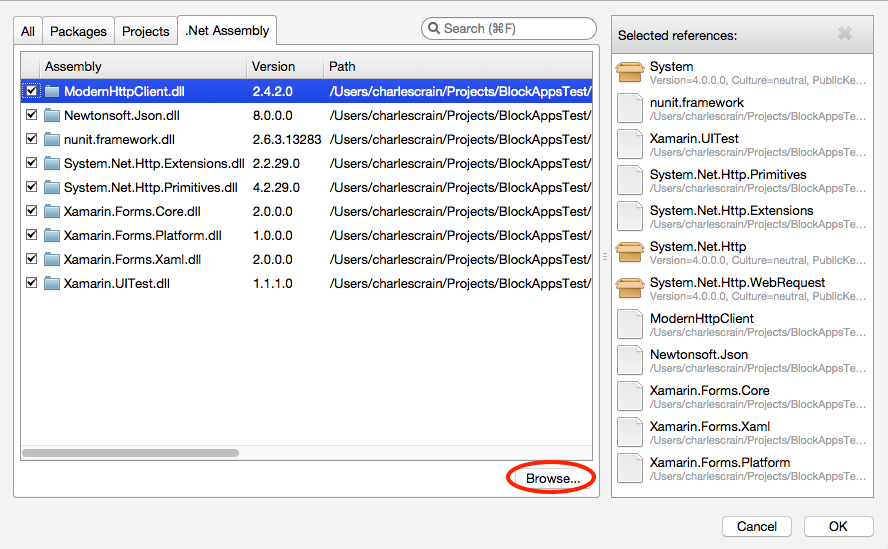 All Packages Projects .Net Assembly
Search (⌘F)
Assembly Version Path
ModernHttpClient.dll 2.4.2.0 /Users/charlescrain/Projects/BlockAppsTest/
Newtonsoft.Json.dll 8.0.0.0 /Users/charlescrain/Projects/BlockAppsTest/
nunit.framework.dll 2.6.3.13283 /Users/charlescrain/Projects/BlockAppsTest/
System.Net.Http.Extensions.dll 2.2.29.0 /Users/charlescrain/Projects/BlockAppsTest/
System.Net.Http.Primitives.dll 4.2.29.0 /Users/charlescrain/Projects/BlockAppsTest/
Xamarin.Forms.Core.dll 2.0.0.0 /Users/charlescrain/Projects/BlockAppsTest/
Xamarin.Forms.Platform.dll 1.0.0.0 /Users/charlescrain/Projects/BlockAppsTest/
Xamarin.Forms.Xaml.dll 2.0.0.0 /Users/charlescrain/Projects/BlockAppsTest/
Xamarin.UITest.dll 1.1.1.0 /Users/charlescrain/Projects/BlockAppsTest/
Browse...
Selected references:
System
Version=4.0.0.0, Culture=neutral, PublicKe...
nunit.framework
/Users/charlescrain/Projects/BlockAppsTe...
Xamarin.UITest
/Users/charlescrain/Projects/BlockAppsTe...
System.Net.Http.Primitives
/Users/charlescrain/Projects/BlockAppsTe...
System.Net.Http.Extensions
/Users/charlescrain/Projects/BlockAppsTe...
System.Net.Http
Version=4.0.0.0, Culture=neutral, PublicKe...
System.Net.Http.WebRequest
Version=4.0.0.0, Culture=neutral, PublicKe...
ModernHttpClient
/Users/charlescrain/Projects/BlockAppsTe...
Newtonsoft.Json
/Users/charlescrain/Projects/BlockAppsTe...
Xamarin.Forms.Core
/Users/charlescrain/Projects/BlockAppsTe...
Xamarin.Forms.Xaml
/Users/charlescrain/Projects/BlockAppsTe...
Xamarin.Forms.Platform
/Users/charlescrain/Projects/BlockAppsTe...
Cancel OK